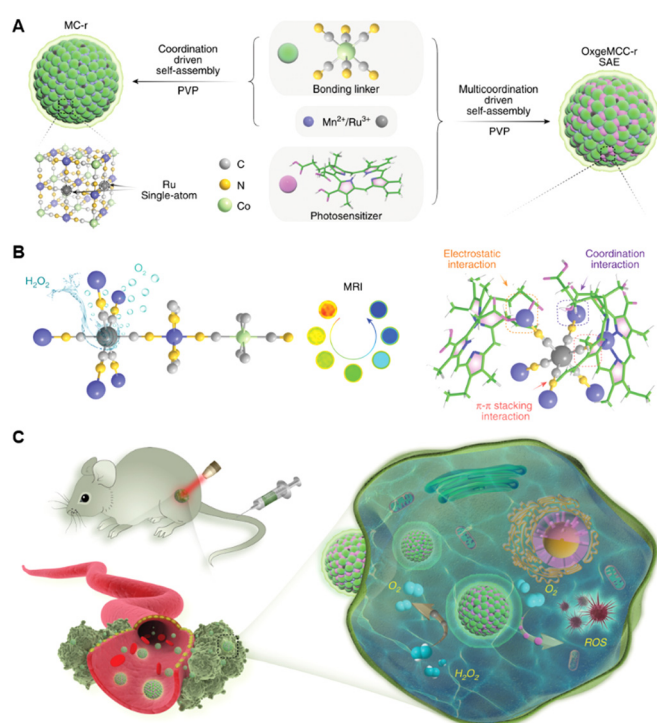 A
MC-r
Coordination
driven
self-assembly
PVP
Bonding linker
Mn²⁺/Ru³⁺
Photosensitizer
Multicoordination
driven
self-assembly
PVP
OxgeMCC-r
SAE
Ru
Single-atom
C
N
Co
B
H₂O₂
O₂
MRI
Electrostatic
interaction
Coordination
interaction
π-π stacking
interaction
C
O₂
O₂
H₂O₂
ROS